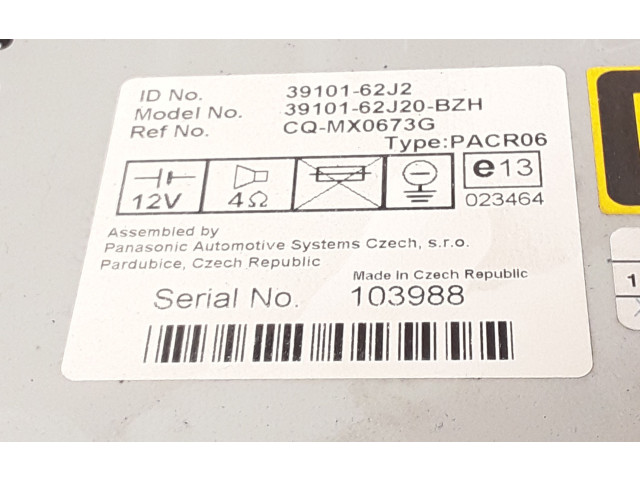 ID No. 39101-62J2
Model No. 39101-62J20-BZH
Ref No. CQ-MX0673G
Type:PACR06
12V 4Ω e13
023464
Assembled by
Panasonic Automotive Systems Czech, s.r.o.
Pardubice, Czech Republic
Made in Czech Republic
Serial No. 103988
1